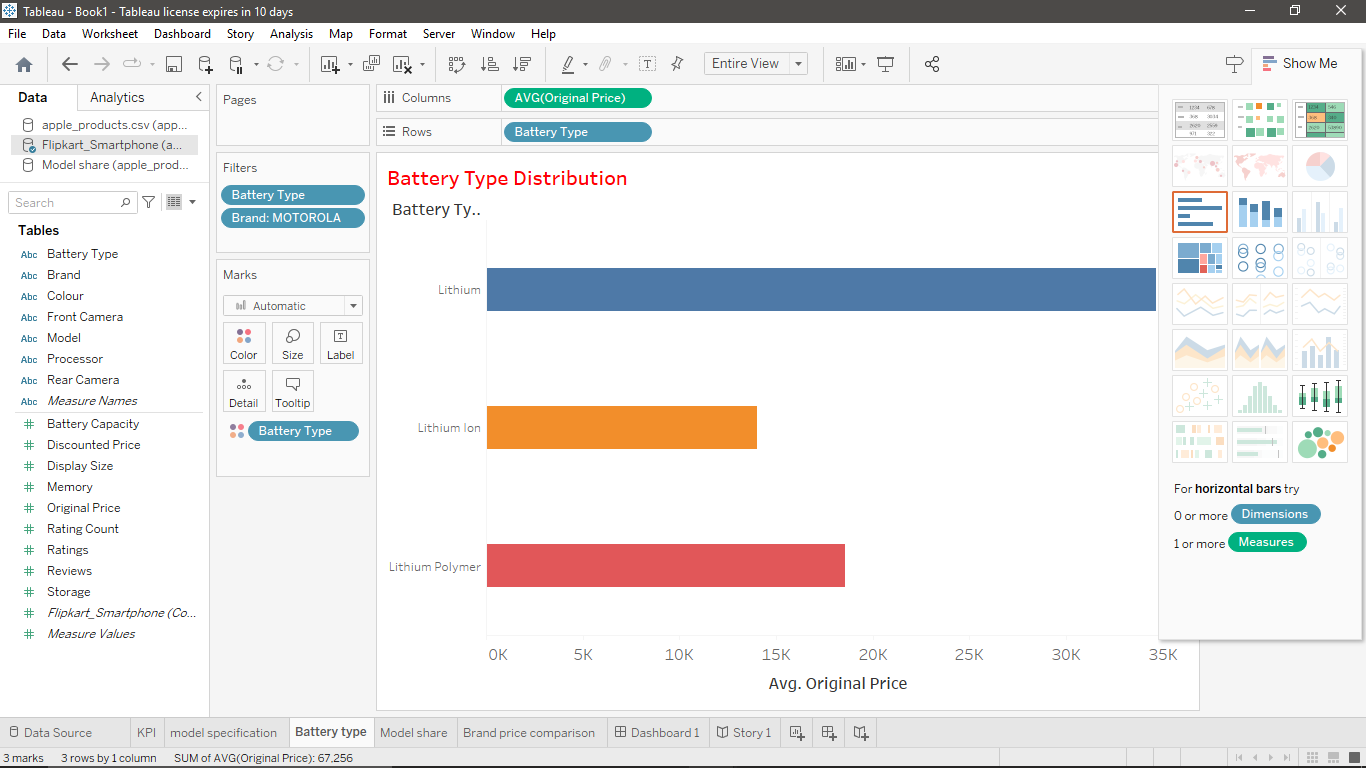 Tableau - Book1 - Tableau license expires in 10 days
File Data Worksheet Dashboard Story Analysis Map Format Server Window Help
Entire View
Show Me
Data Analytics
apple_products.csv (app...
Flipkart_Smartphone (a...
Model share (apple_prod...
Search
Tables
Abc Battery Type
Abc Brand
Abc Colour
Abc Front Camera
Abc Model
Abc Processor
Abc Rear Camera
Abc Measure Names
Battery Capacity
Discounted Price
Display Size
Memory
Original Price
Rating Count
Ratings
Reviews
Storage
Flipkart_Smartphone (Co...
Measure Values
Pages
Filters
Battery Type
Brand: MOTOROLA
Marks
Automatic
Color Size Label
Detail Tooltip
Battery Type
Columns AVG(Original Price)
Rows Battery Type
Battery Type Distribution
Battery Ty..
Lithium
Lithium Ion
Lithium Polymer
0K 5K 10K 15K 20K 25K 30K 35K
Avg. Original Price
For horizontal bars try
0 or more Dimensions
1 or more Measures
Data Source KPI model specification Battery type Model share Brand price comparison Dashboard 1 Story 1
3 marks 3 rows by 1 column SUM of AVG(Original Price): 67,256